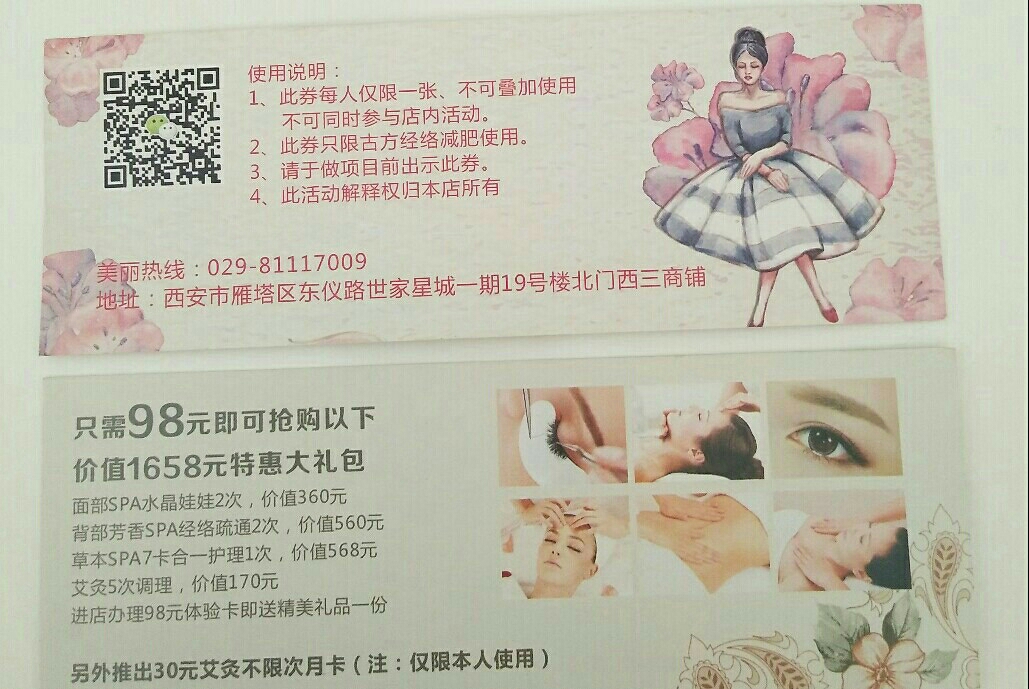 使用说明：
1、此券每人仅限一张、不可叠加使用
不可同时参与店内活动。
2、此券只限古方经络减肥使用。
3、请于做项目前出示此券。
4、此活动解释权归本店所有
美丽热线：029-81117009
地址：西安市雁塔区东仪路世家星城一期19号楼北门西三商铺
只需98元即可抢购以下
价值1658元特惠大礼包
面部SPA水晶娃娃2次，价值360元
背部芳香SPA经络疏通2次，价值560元
草本SPA7卡合一护理1次，价值568元
艾灸5次调理，价值170元
进店办理98元体验卡即送精美礼品一份
另外推出30元艾灸不限次月卡（注：仅限本人使用）